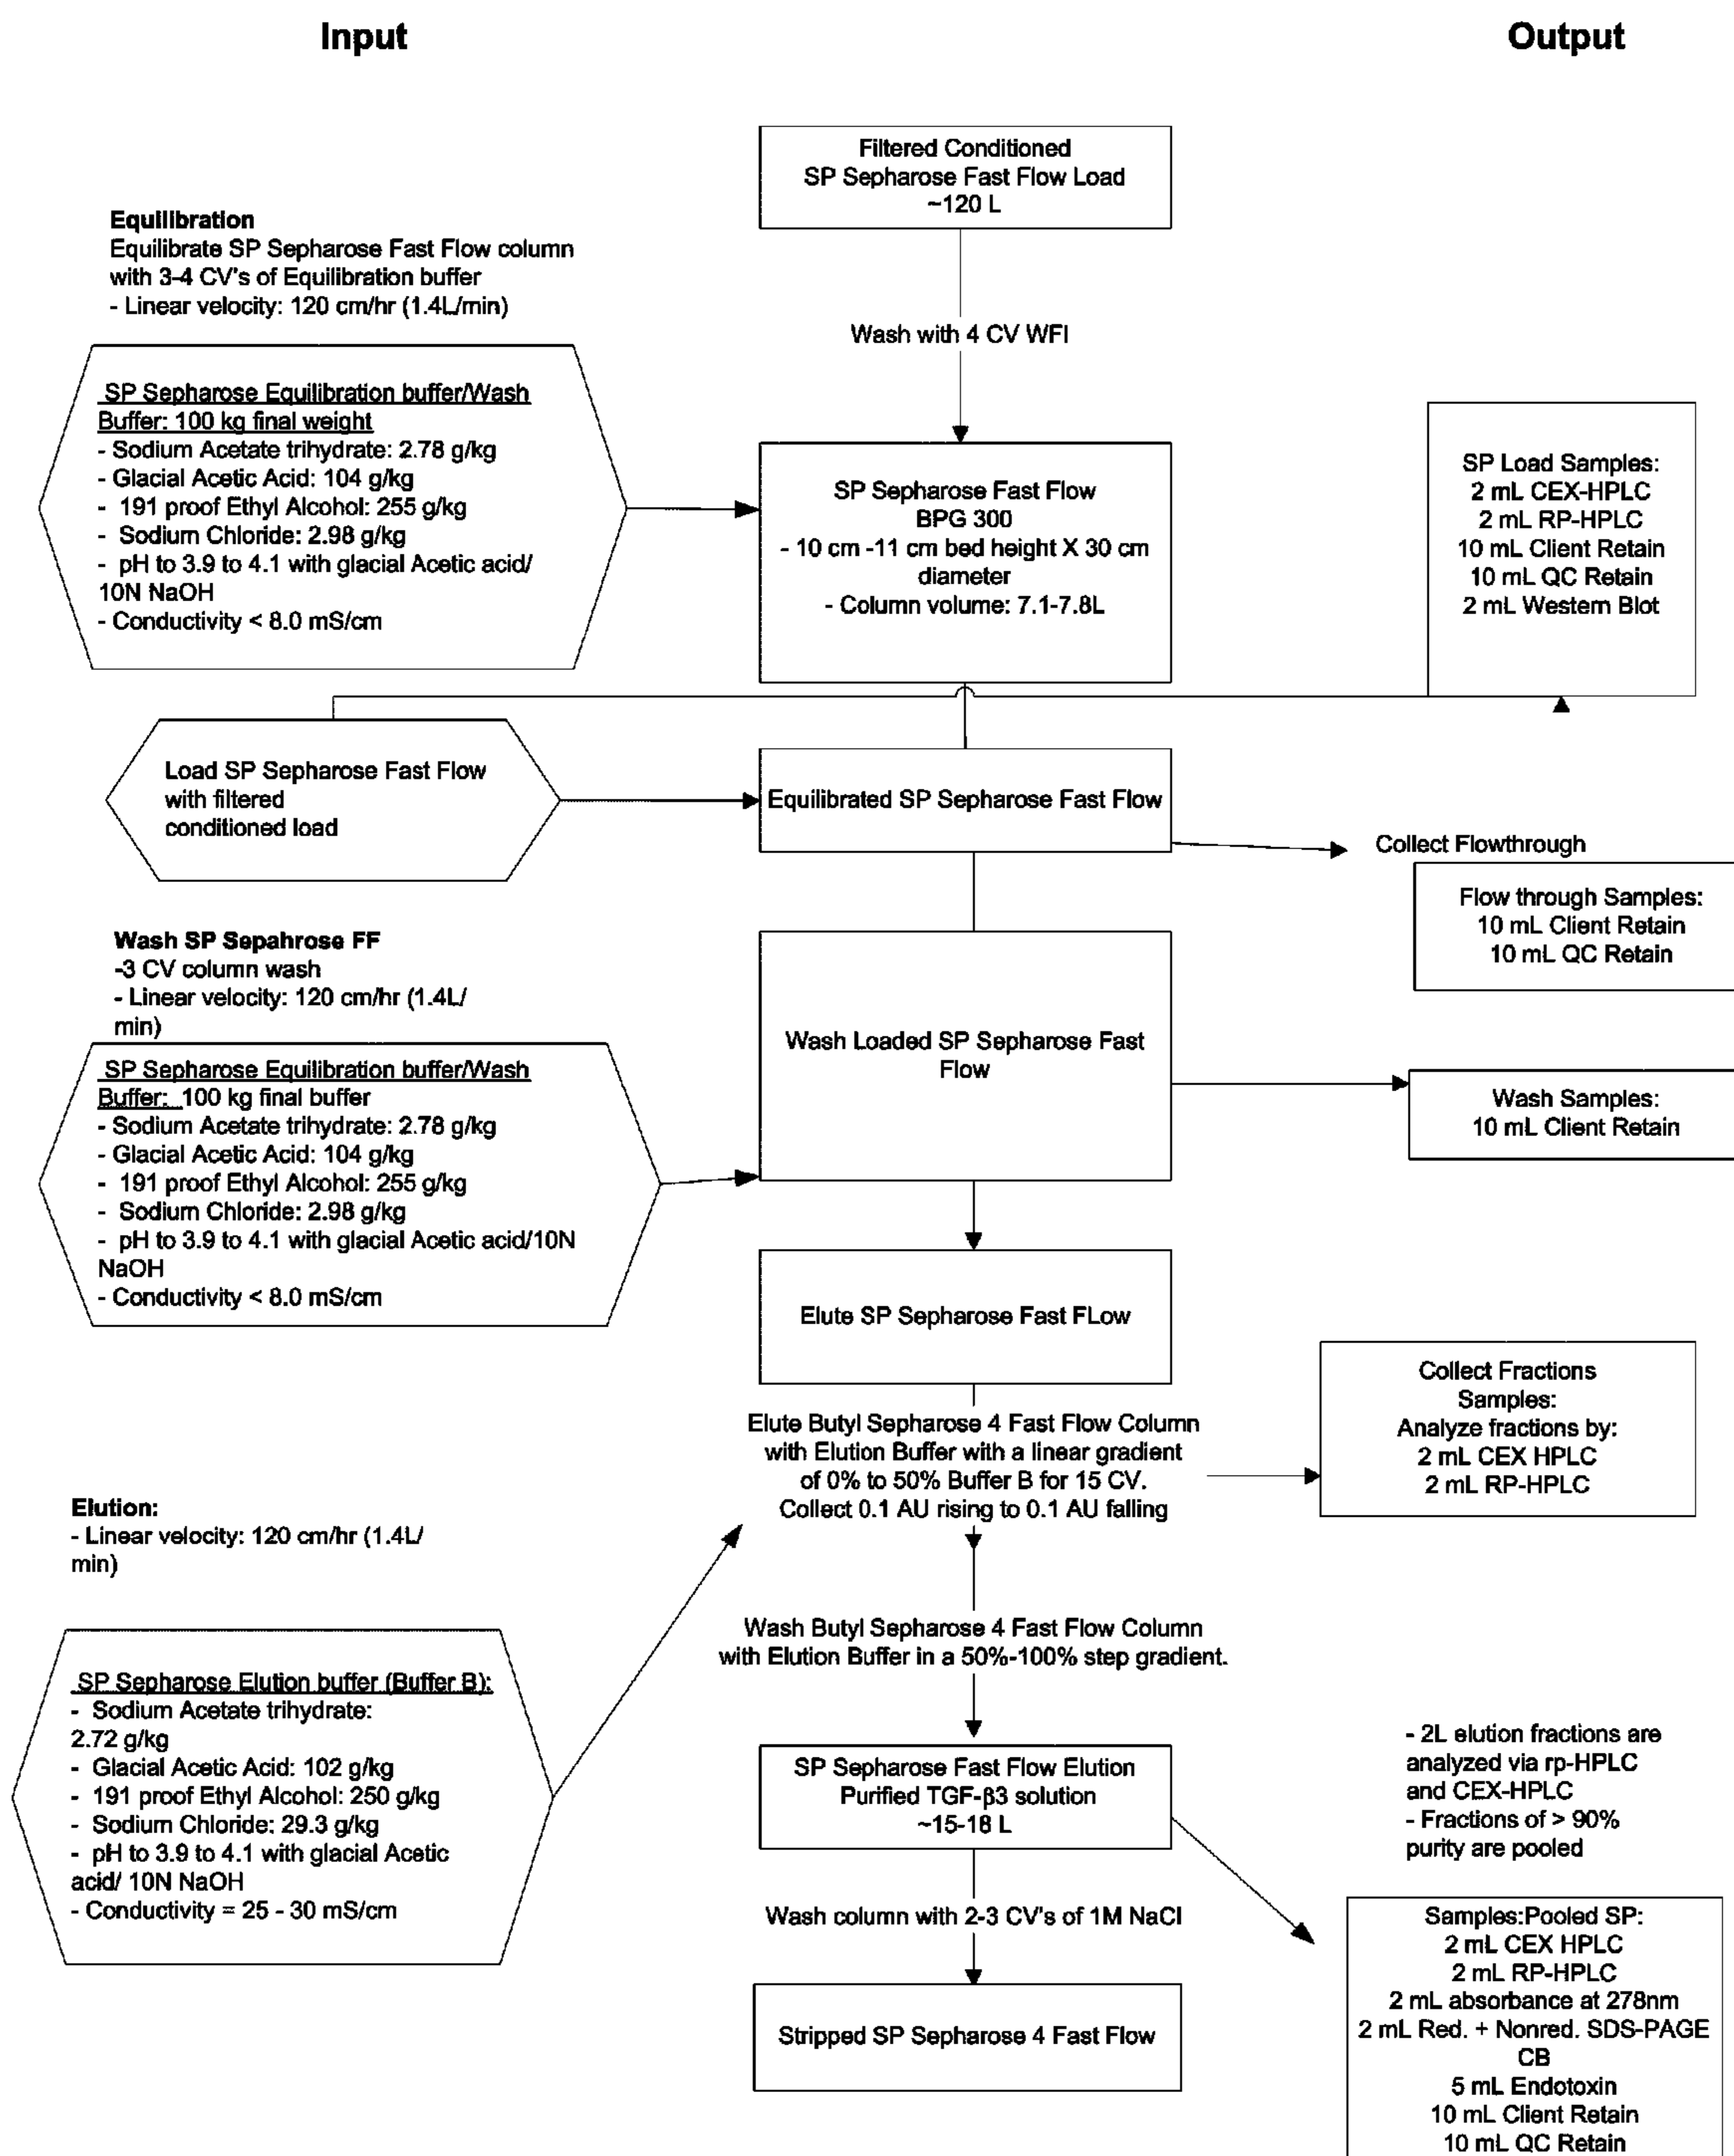 Input
Output
Filtered Conditioned
SP Sepharose Fast Flow Load
~120 L
Equilibration
Equilibrate SP Sepharose Fast Flow column
with 3-4 CV's of Equilibration buffer
- Linear velocity: 120 cm/hr (1.4L/min)
Wash with 4 CV WFI
SP Sepharose Equilibration buffer/Wash
Buffer: 100 kg final weight
- Sodium Acetate trihydrate: 2.78 g/kg
- Glacial Acetic Acid: 104 g/kg
- 191 proof Ethyl Alcohol: 255 g/kg
- Sodium Chloride: 2.98 g/kg
- pH to 3.9 to 4.1 with glacial Acetic acid/
10N NaOH
- Conductivity < 8.0 mS/cm
SP Sepharose Fast Flow
BPG 300
- 10 cm -11 cm bed height X 30 cm
diameter
- Column volume: 7.1-7.8L
SP Load Samples:
2 mL CEX-HPLC
2 mL RP-HPLC
10 mL Client Retain
10 mL QC Retain
2 mL Western Blot
Load SP Sepharose Fast Flow
with filtered
conditioned load
Equilibrated SP Sepharose Fast Flow
Collect Flowthrough
Flow through Samples:
10 mL Client Retain
10 mL QC Retain
Wash SP Sepahrose FF
-3 CV column wash
- Linear velocity: 120 cm/hr (1.4L/
min)
SP Sepharose Equilibration buffer/Wash
Buffer: 100 kg final buffer
- Sodium Acetate trihydrate: 2.78 g/kg
- Glacial Acetic Acid: 104 g/kg
- 191 proof Ethyl Alcohol: 255 g/kg
- Sodium Chloride: 2.98 g/kg
- pH to 3.9 to 4.1 with glacial Acetic acid/10N
NaOH
- Conductivity < 8.0 mS/cm
Wash Loaded SP Sepharose Fast
Flow
Wash Samples:
10 mL Client Retain
Elute SP Sepharose Fast FLow
Elute Butyl Sepharose 4 Fast Flow Column
with Elution Buffer with a linear gradient
of 0% to 50% Buffer B for 15 CV.
Collect 0.1 AU rising to 0.1 AU falling
Collect Fractions
Samples:
Analyze fractions by:
2 mL CEX HPLC
2 mL RP-HPLC
Elution:
- Linear velocity: 120 cm/hr (1.4L/
min)
Wash Butyl Sepharose 4 Fast Flow Column
with Elution Buffer in a 50%-100% step gradient.
SP Sepharose Elution buffer (Buffer B):
- Sodium Acetate trihydrate:
2.72 g/kg
- Glacial Acetic Acid: 102 g/kg
- 191 proof Ethyl Alcohol: 250 g/kg
- Sodium Chloride: 29.3 g/kg
- pH to 3.9 to 4.1 with glacial Acetic
acid/ 10N NaOH
- Conductivity = 25 - 30 mS/cm
SP Sepharose Fast Flow Elution
Purified TGF-β3 solution
~15-18 L
- 2L elution fractions are
analyzed via rp-HPLC
and CEX-HPLC
- Fractions of > 90%
purity are pooled
Wash column with 2-3 CV's of 1M NaCl
Stripped SP Sepharose 4 Fast Flow
Samples:Pooled SP:
2 mL CEX HPLC
2 mL RP-HPLC
2 mL absorbance at 278nm
2 mL Red. + Nonred. SDS-PAGE
CB
5 mL Endotoxin
10 mL Client Retain
10 mL QC Retain